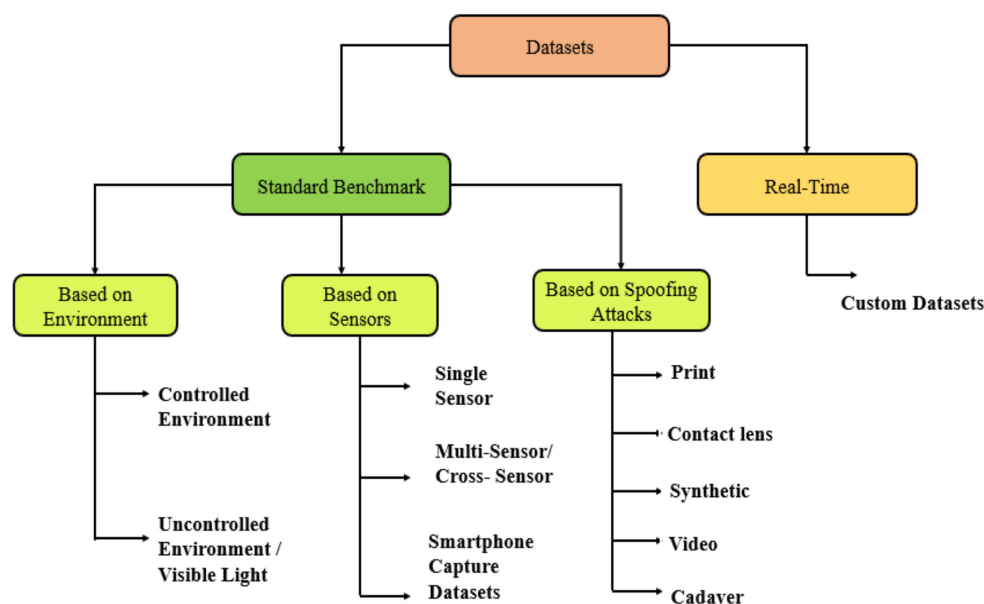 Datasets
Standard Benchmark
Real-Time
Based on
Environment
Based on
Sensors
Based on Spoofing
Attacks
Custom Datasets
Controlled
Environment
Uncontrolled
Environment /
Visible Light
Single
Sensor
Multi-Sensor/
Cross- Sensor
Smartphone
Capture
Datasets
Print
Contact lens
Synthetic
Video
Cadaver